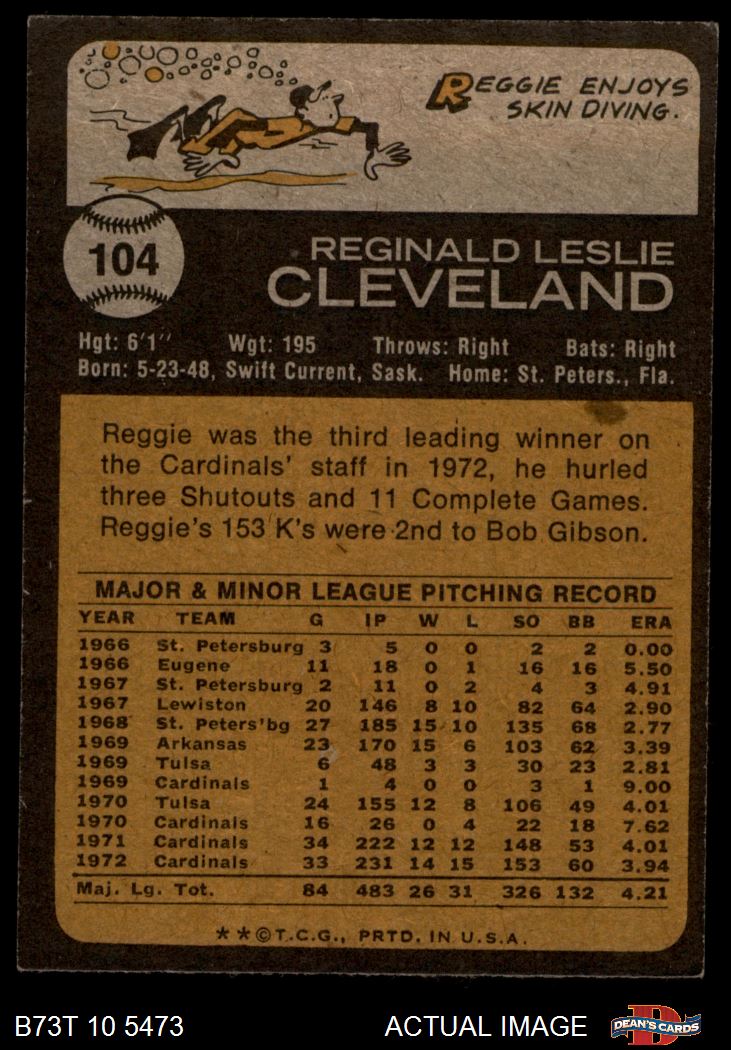 REGGIE ENJOYS
SKIN DIVING.
104
REGINALD LESLIE
CLEVELAND
Hgt: 6'1" Wgt: 195 Throws: Right Bats: Right
Born: 5-23-48, Swift Current, Sask. Home: St. Peters., Fla.
Reggie was the third leading winner on
the Cardinals' staff in 1972, he hurled
three Shutouts and 11 Complete Games.
Reggie's 153 K's were 2nd to Bob Gibson.
MAJOR & MINOR LEAGUE PITCHING RECORD
YEAR TEAM G IP W L SO BB ERA
1966 St. Petersburg 3 5 0 0 2 2 0.00
1966 Eugene 11 18 0 1 16 16 5.50
1967 St. Petersburg 2 11 0 2 4 3 4.91
1967 Lewiston 20 146 8 10 82 64 2.90
1968 St. Peters'bg 27 185 15 10 135 68 2.77
1969 Arkansas 23 170 15 6 103 62 3.39
1969 Tulsa 6 48 3 3 30 23 2.81
1969 Cardinals 1 4 0 0 3 1 9.00
1970 Tulsa 24 155 12 8 106 49 4.01
1970 Cardinals 16 26 0 4 22 18 7.62
1971 Cardinals 34 222 12 12 148 53 4.01
1972 Cardinals 33 231 14 15 153 60 3.94
Maj. Lg. Tot. 84 483 26 31 326 132 4.21
**©T.C.G., PRTD. IN U.S.A.
B73T 10 5473 ACTUAL IMAGE DEAN'S CARDS